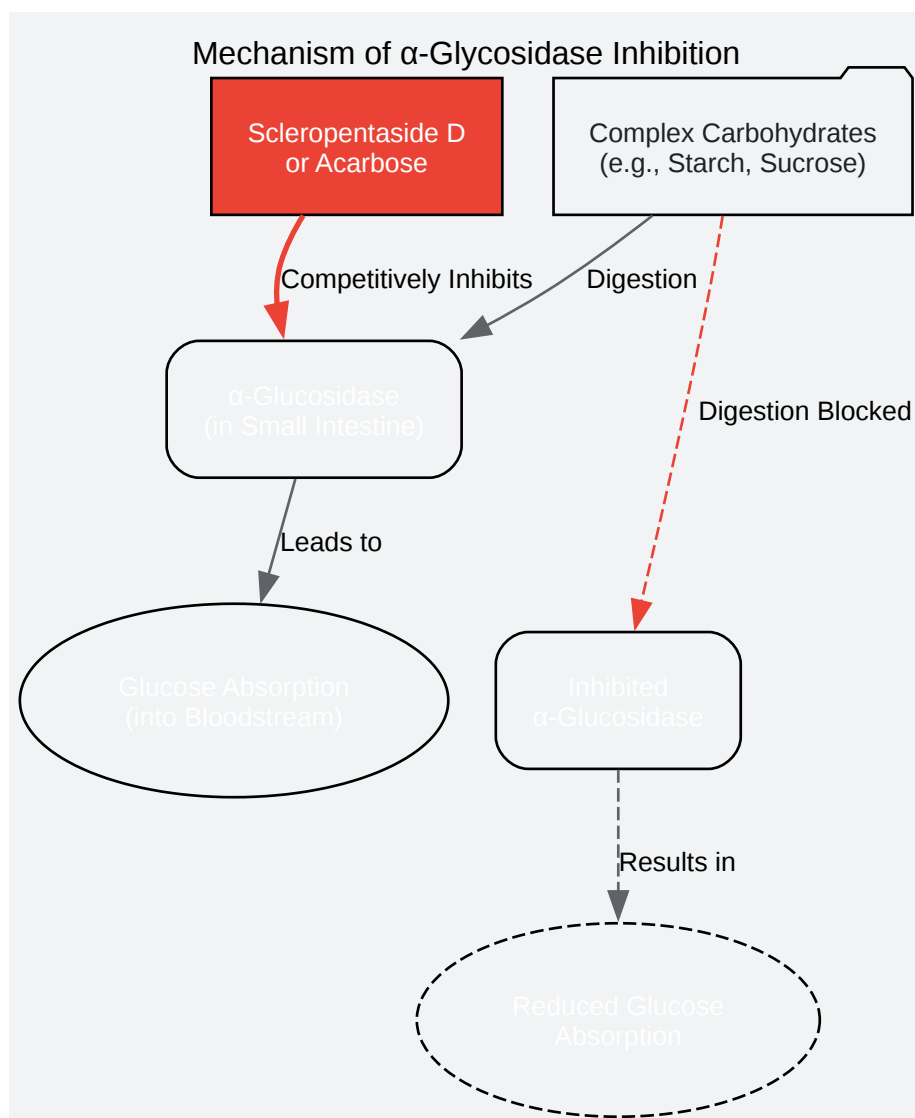 Mechanism of α-Glycosidase Inhibition
Scleropentaside D
or Acarbose
Complex Carbohydrates
(e.g., Starch, Sucrose)
Competitively Inhibits
Digestion
α-Glucosidase
(in Small Intestine)
Digestion Blocked
Leads to
Glucose Absorption
(into Bloodstream)
Inhibited
α-Glucosidase
Results in
Reduced Glucose
Absorption